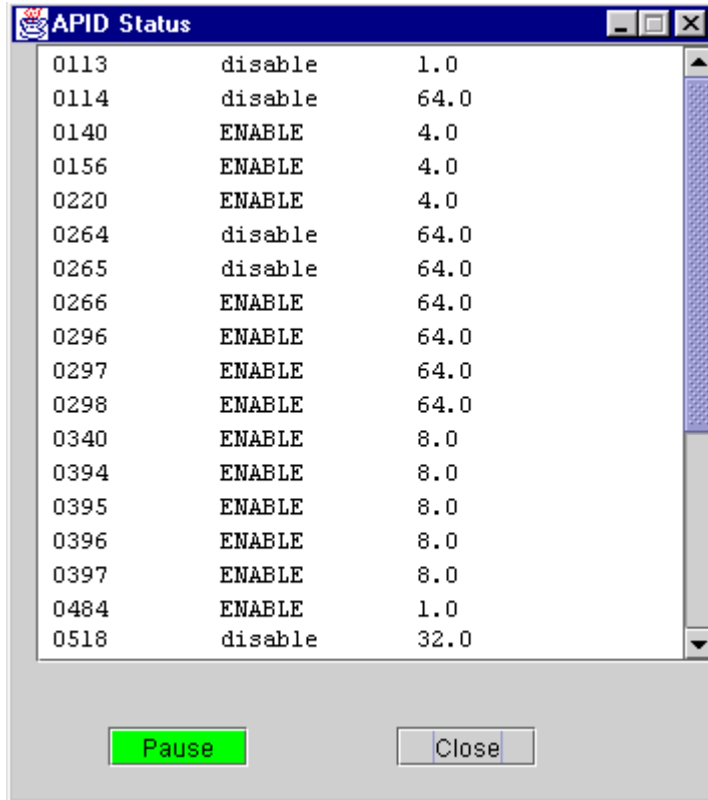 APID Status
0113 disable 1.0
0114 disable 64.0
0140 ENABLE 4.0
0156 ENABLE 4.0
0220 ENABLE 4.0
0264 disable 64.0
0265 disable 64.0
0266 ENABLE 64.0
0296 ENABLE 64.0
0297 ENABLE 64.0
0298 ENABLE 64.0
0340 ENABLE 8.0
0394 ENABLE 8.0
0395 ENABLE 8.0
0396 ENABLE 8.0
0397 ENABLE 8.0
0484 ENABLE 1.0
0518 disable 32.0
Pause Close